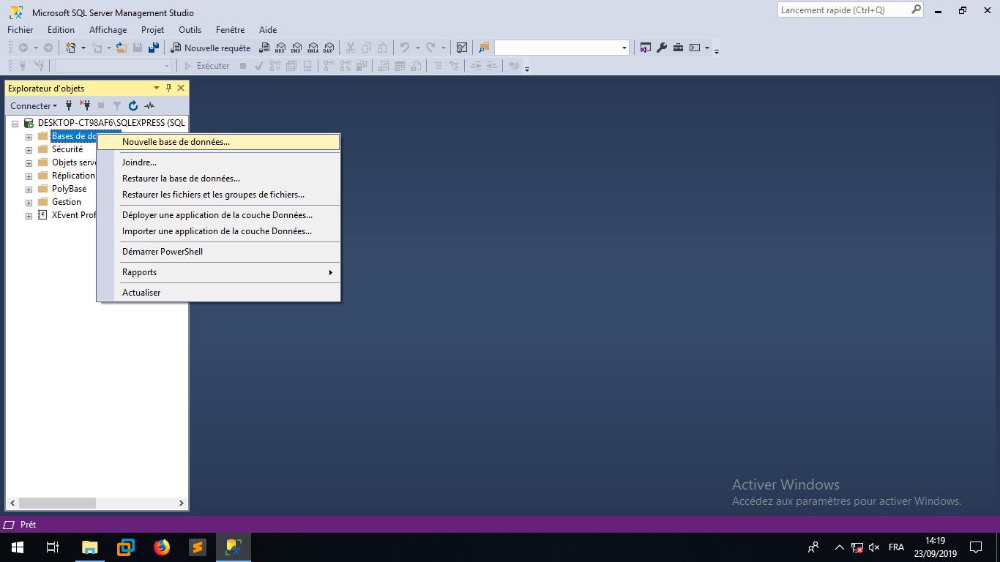 Microsoft SQL Server Management Studio
Lancement rapide (Ctrl+Q)
Fichier Edition Affichage Projet Outils Fenêtre Aide
Nouvelle requête MDX DMX XMLA DAX
Exécuter
Explorateur d'objets
Connecter
DESKTOP-CT98AF6\SQLEXPRESS (SQL
Bases de do
Nouvelle base de données...
Sécurité
Objets serv
Joindre...
Réplication
Restaurer la base de données...
PolyBase
Restaurer les fichiers et les groupes de fichiers...
Gestion
XEvent Prof
Déployer une application de la couche Données...
Importer une application de la couche Données...
Démarrer PowerShell
Rapports
Actualiser
Activer Windows
Accédez aux paramètres pour activer Windows.
Prêt
FRA
14:19
23/09/2019